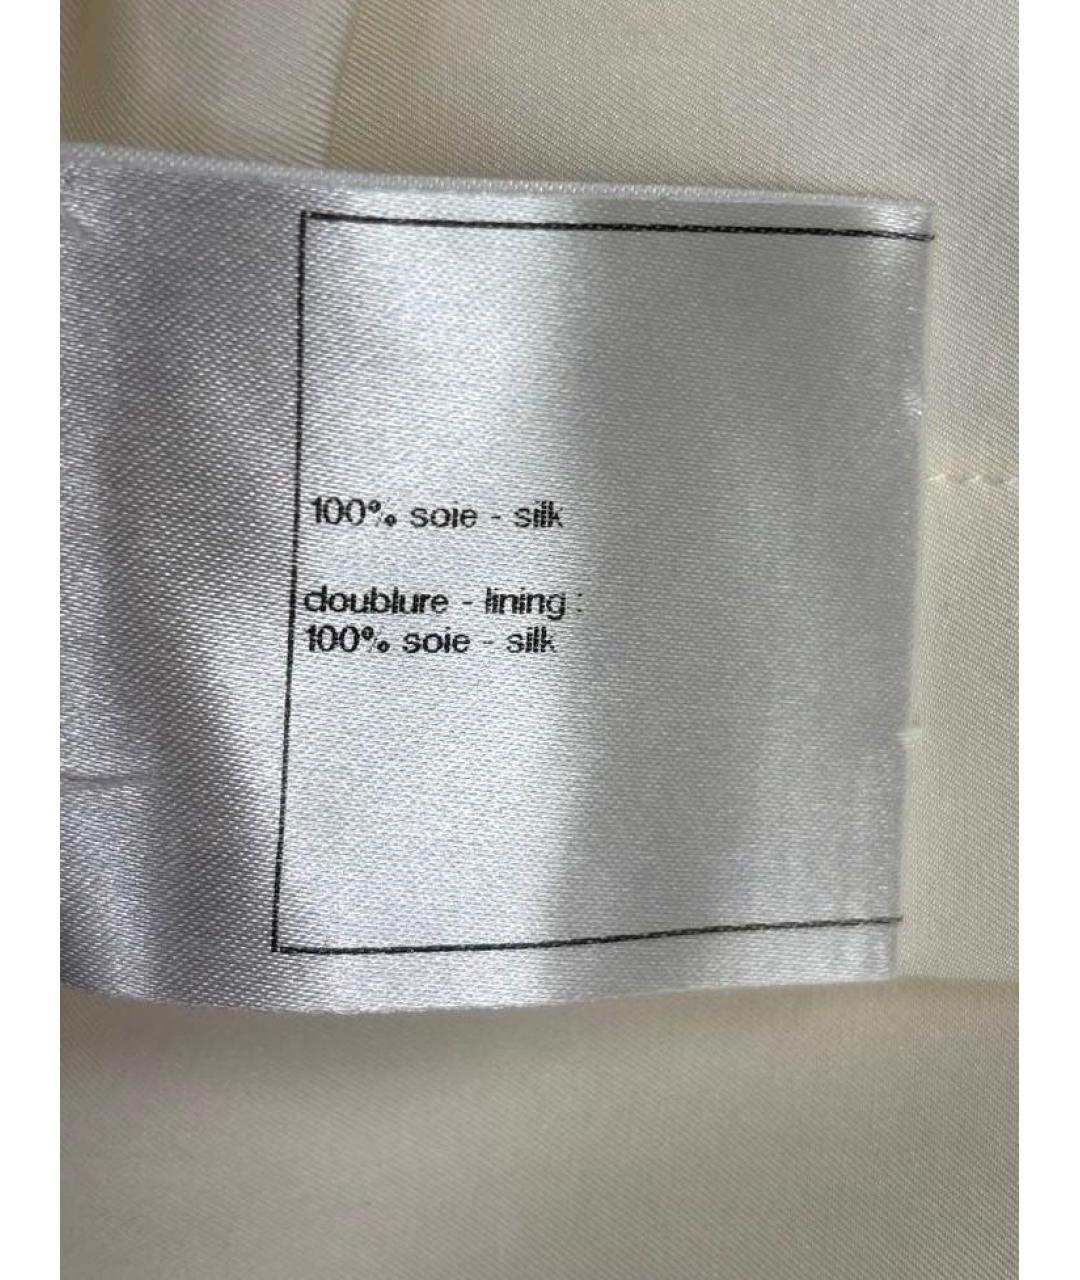 100% soie - silk
doublure - lining :
100% soie - silk